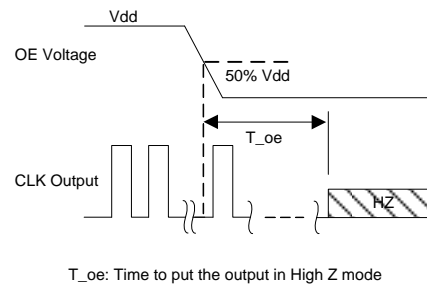 Vdd
OE Voltage
50% Vdd
T_oe
CLK Output
HZ
T_oe: Time to put the output in High Z mode